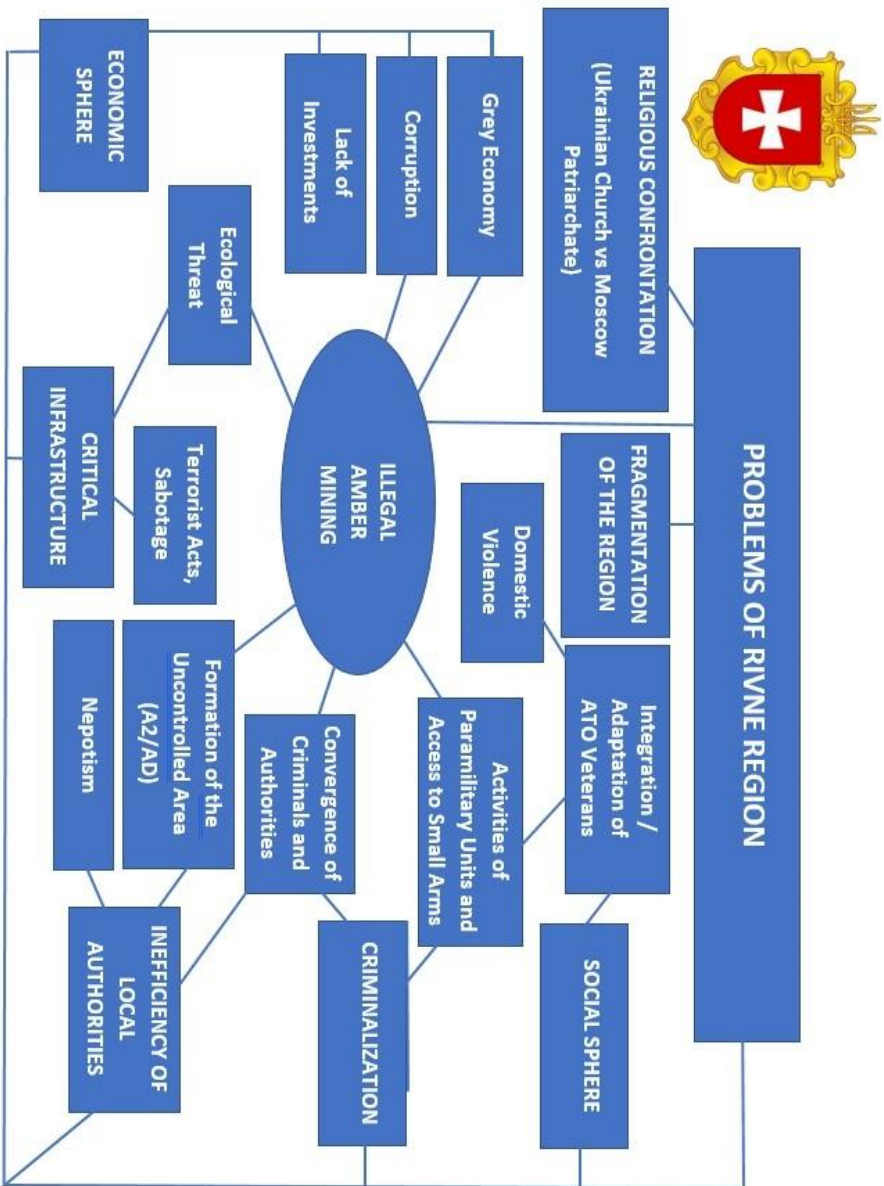 PROBLEMS OF RIVNE REGION
RELIGIOUS CONFRONTATION
(Ukrainian Church vs Moscow
Patriarchate)
FRAGMENTATION
OF THE REGION
Integration /
Adaptation of
ATO Veterans
SOCIAL SPHERE
Grey Economy
Domestic
Violence
Activities of
Paramilitary Units and
Access to Small Arms
Corruption
ILLEGAL
AMBER
MINING
CRIMINALIZATION
Lack of
Investments
Convergence of
Criminals and
Authorities
Ecological
Threat
Formation of the
Uncontrolled Area
(A2/AD)
Terrorist Acts,
Sabotage
INEFFICIENCY OF
LOCAL
AUTHORITIES
ECONOMIC
SPHERE
CRITICAL
INFRASTRUCTURE
Nepotism